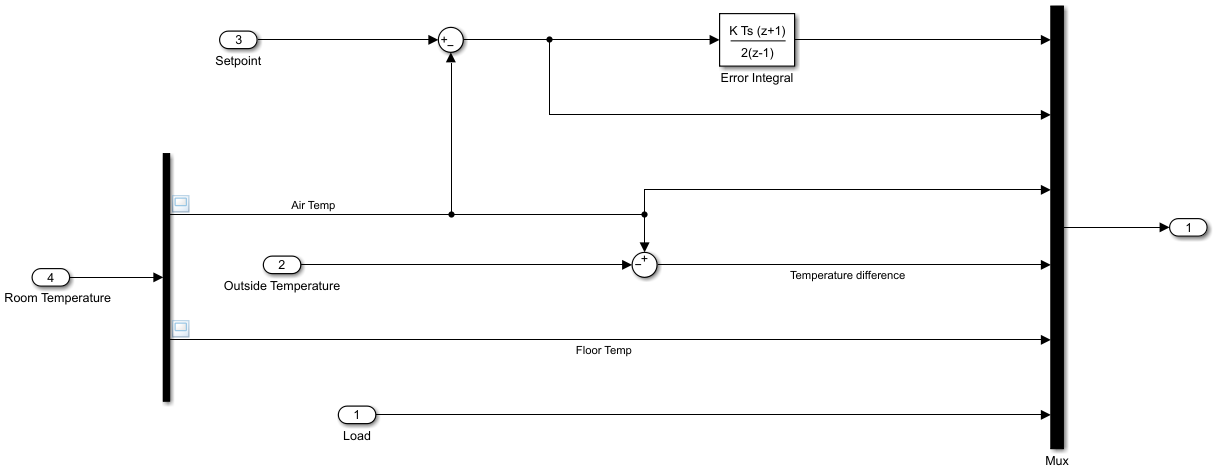 3
Setpoint
+
−
K Ts (z+1)
2(z-1)
Error Integral
Air Temp
4
Room Temperature
2
Outside Temperature
+
−
Temperature difference
1
Floor Temp
1
Load
Mux